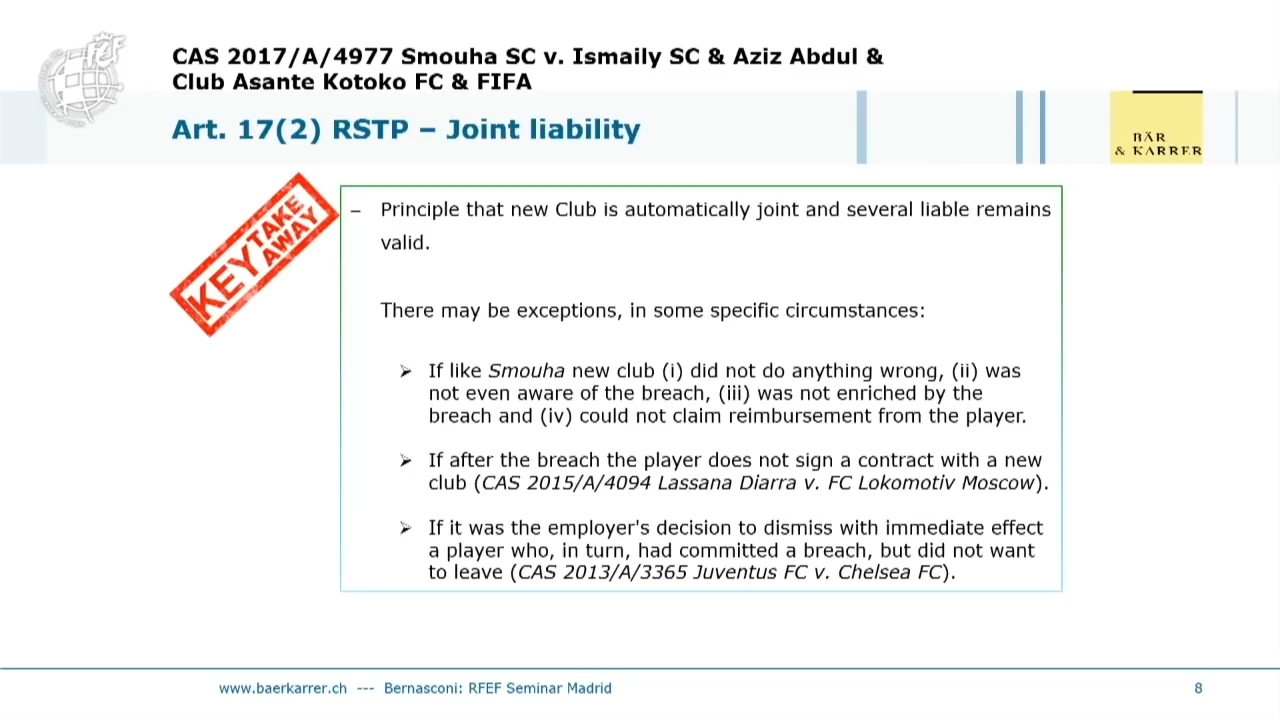 CAS 2017/A/4977 Smouha SC v. Ismaily SC & Aziz Abdul &
Club Asante Kotoko FC & FIFA
Art. 17(2) RSTP – Joint liability
BÄR
& KARRER
KEY TAKE AWAY
– Principle that new Club is automatically joint and several liable remains
valid.
There may be exceptions, in some specific circumstances:
➢ If like Smouha new club (i) did not do anything wrong, (ii) was
not even aware of the breach, (iii) was not enriched by the
breach and (iv) could not claim reimbursement from the player.
➢ If after the breach the player does not sign a contract with a new
club (CAS 2015/A/4094 Lassana Diarra v. FC Lokomotiv Moscow).
➢ If it was the employer's decision to dismiss with immediate effect
a player who, in turn, had committed a breach, but did not want
to leave (CAS 2013/A/3365 Juventus FC v. Chelsea FC).
www.baerkarrer.ch --- Bernasconi: RFEF Seminar Madrid
8